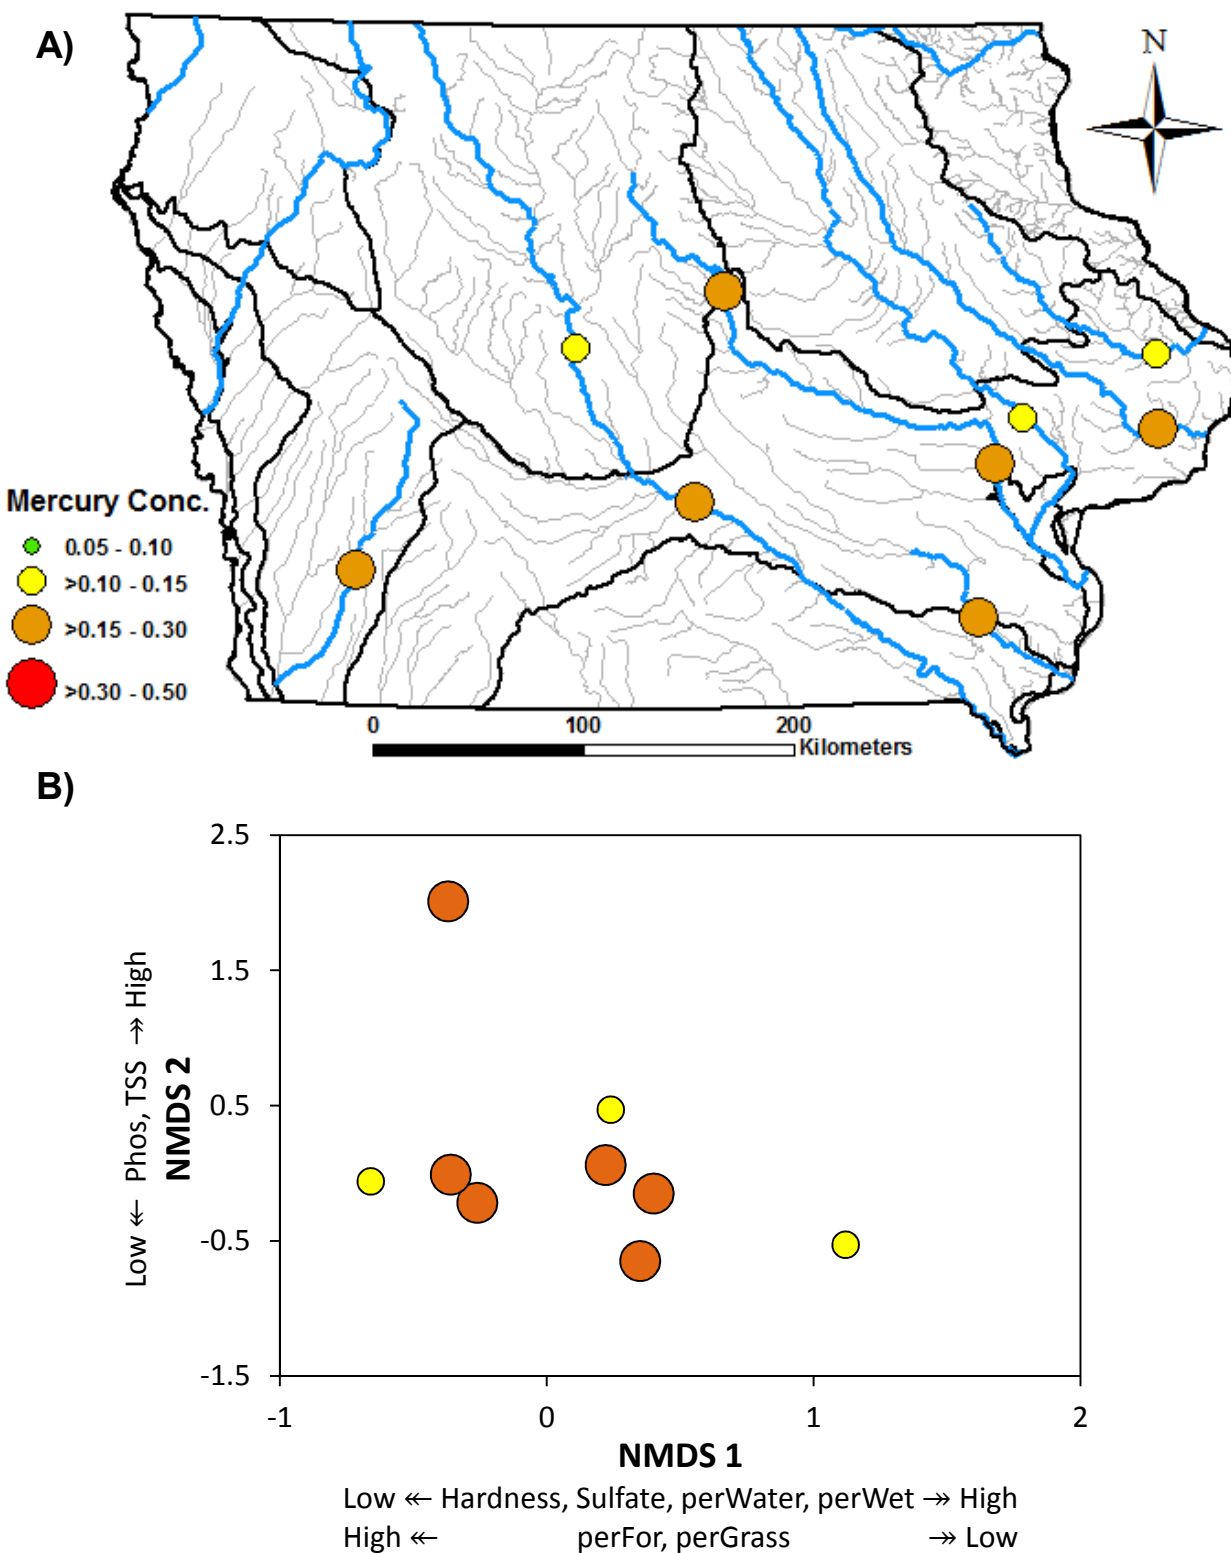 A)
N
Mercury Conc.
0.05 - 0.10
>0.10 - 0.15
>0.15 - 0.30
>0.30 - 0.50
0 100 200
Kilometers
B)
2.5
1.5
0.5
-0.5
-1.5
Low ↞ Phos, TSS ↠ High
NMDS 2
-1 0 1 2
NMDS 1
Low ↞ Hardness, Sulfate, perWater, perWet ↠ High
High ↞ perFor, perGrass ↠ Low